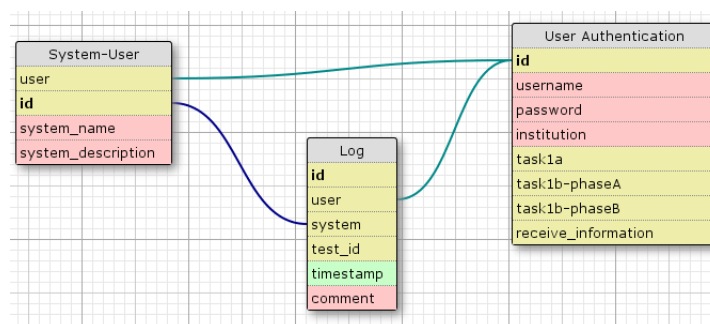 System-User
user
id
system_name
system_description
Log
id
user
system
test_id
timestamp
comment
User Authentication
id
username
password
institution
task1a
task1b-phaseA
task1b-phaseB
receive_information